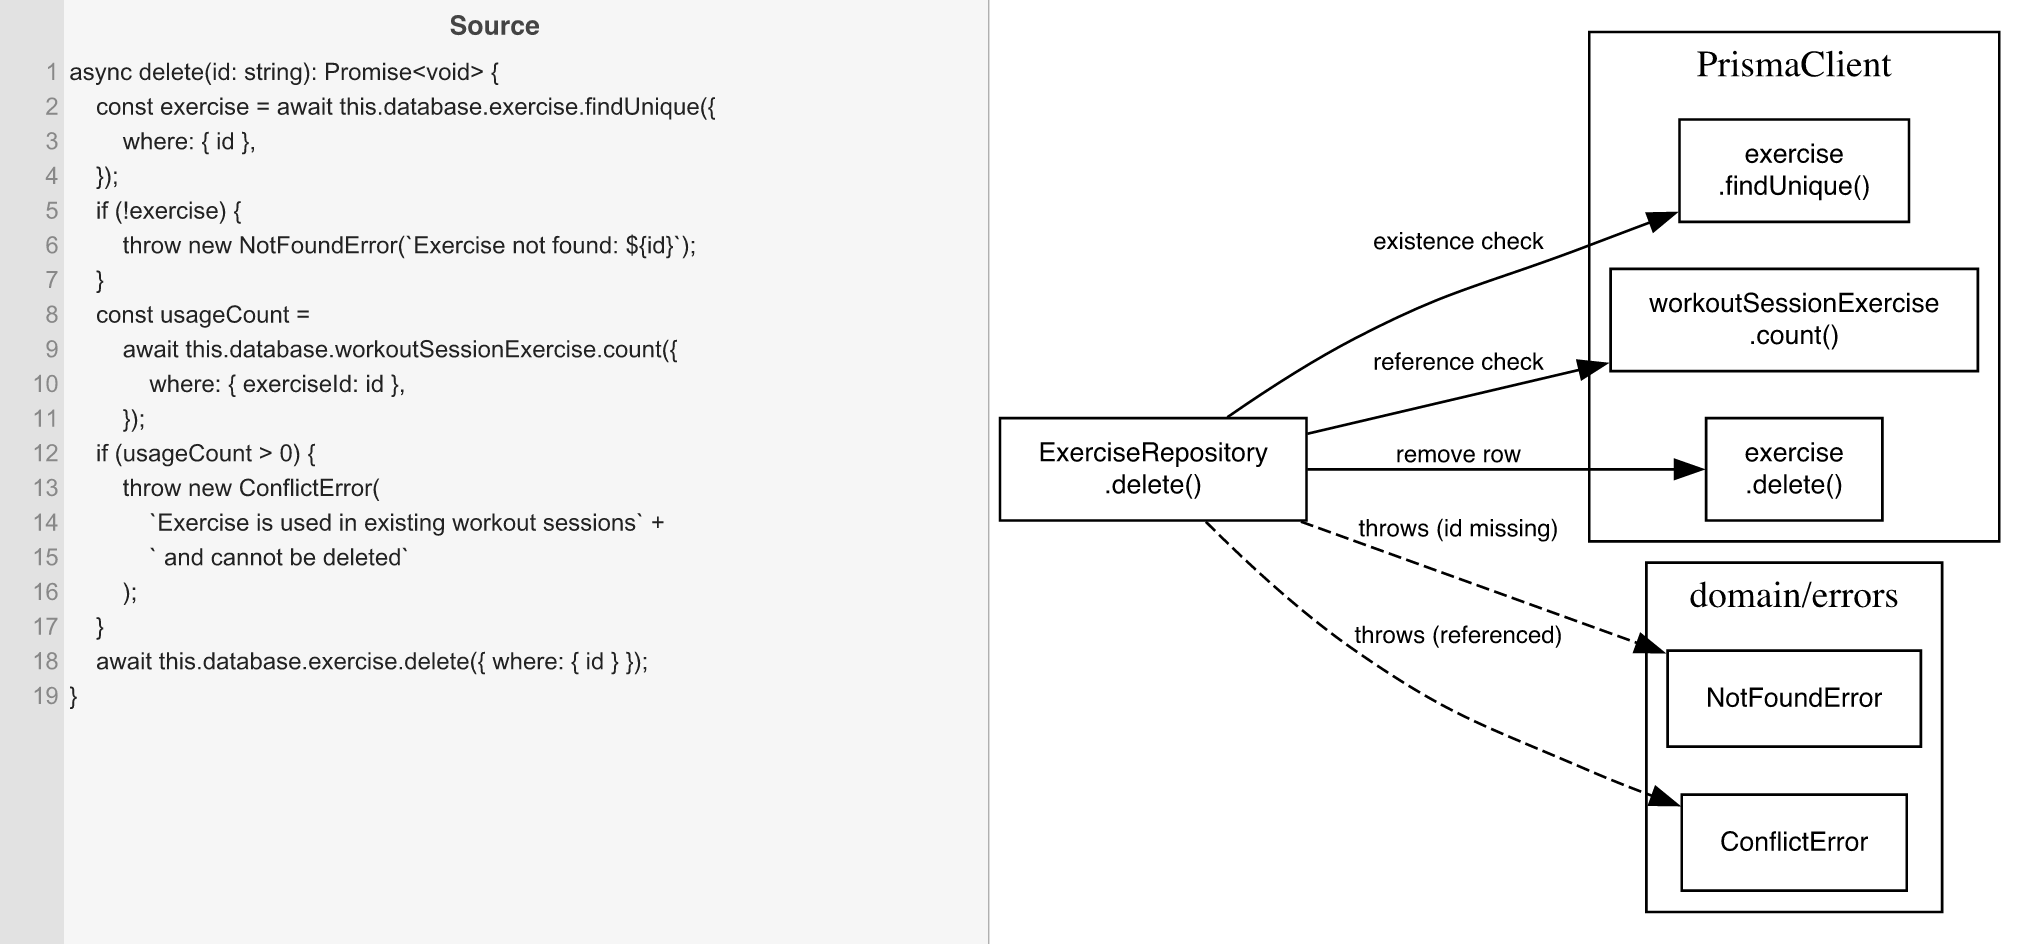 Source
1 async delete(id: string): Promise<void> {
2 const exercise = await this.database.exercise.findUnique({
3 where: { id },
4 });
5 if (!exercise) {
6 throw new NotFoundError(`Exercise not found: ${id}`);
7 }
8 const usageCount =
9 await this.database.workoutSessionExercise.count({
10 where: { exerciseId: id },
11 });
12 if (usageCount > 0) {
13 throw new ConflictError(
14 `Exercise is used in existing workout sessions` +
15 ` and cannot be deleted`
16 );
17 }
18 await this.database.exercise.delete({ where: { id } });
19 }
PrismaClient
exercise
.findUnique()
existence check
workoutSessionExercise
.count()
reference check
ExerciseRepository
.delete()
remove row
exercise
.delete()
throws (id missing)
domain/errors
throws (referenced)
NotFoundError
ConflictError